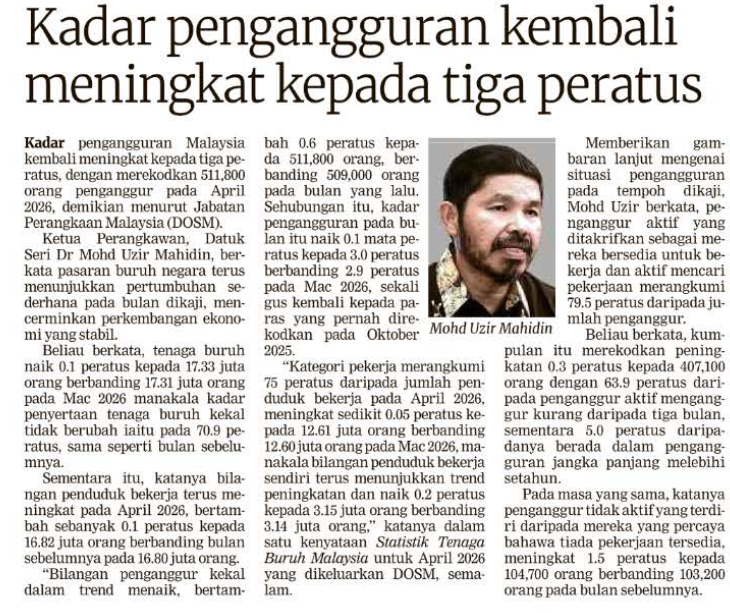 Kadar pengangguran kembali
meningkat kepada tiga peratus
Kadar pengangguran Malaysia
kembali meningkat kepada tiga pe-
ratus, dengan merekodkan 511,800
orang penganggur pada April
2026, demikian menurut Jabatan
Perangkaan Malaysia (DOSM).
Ketua Perangkawan, Datuk
Seri Dr Mohd Uzir Mahidin, ber-
kata pasaran buruh negara terus
menunjukkan pertumbuhan se-
derhana pada bulan dikaji, men-
cerminkan perkembangan ekono-
mi yang stabil.
Beliau berkata, tenaga buruh
naik 0.1 peratus kepada 17.33 juta
orang berbanding 17.31 juta orang
pada Mac 2026 manakala kadar
penyertaan tenaga buruh kekal
tidak berubah iaitu pada 70.9 pe-
ratus, sama seperti bulan sebelu-
mnya.
Sementara itu, katanya bila-
ngan penduduk bekerja terus me-
ningkat pada April 2026, bertam-
bah sebanyak 0.1 peratus kepada
16.82 juta orang berbanding bulan
sebelumnya pada 16.80 juta orang.
“Bilangan penganggur kekal
dalam trend menaik, bertam-
bah 0.6 peratus kepa-
da 511,800 orang, ber-
banding 509,000 orang
pada bulan yang lalu.
Sehubungan itu, kadar
pengangguran pada bu-
lan itu naik 0.1 mata pe-
ratus kepada 3.0 peratus
berbanding 2.9 peratus
pada Mac 2026, sekali
gus kembali kepada pa-
ras yang pernah dire-
kodkan pada Oktober
2025.
“Kategori pekerja merangkumi
75 peratus daripada jumlah pen-
duduk bekerja pada April 2026,
meningkat sedikit 0.05 peratus ke-
pada 12.61 juta orang berbanding
12.60 juta orang pada Mac 2026, ma-
nakala bilangan penduduk bekerja
sendiri terus menunjukkan trend
peningkatan dan naik 0.2 peratus
kepada 3.15 juta orang berbanding
3.14 juta orang,” katanya dalam
satu kenyataan Statistik Tenaga
Buruh Malaysia untuk April 2026
yang dikeluarkan DOSM, sema-
lam.
Mohd Uzir Mahidin
Memberikan gam-
baran lanjut mengenai
situasi pengangguran
pada tempoh dikaji,
Mohd Uzir berkata, pe-
nganggur aktif yang
ditakrifkan sebagai me-
reka bersedia untuk be-
kerja dan aktif mencari
pekerjaan merangkumi
79.5 peratus daripada ju-
mlah penganggur.
Beliau berkata, kum-
pulan itu merekodkan pening-
katan 0.3 peratus kepada 407,100
orang dengan 63.9 peratus dari-
pada penganggur aktif mengang-
gur kurang daripada tiga bulan,
sementara 5.0 peratus daripa-
danya berada dalam pengang-
guran jangka panjang melebihi
setahun.
Pada masa yang sama, katanya
penganggur tidak aktif yang terdi-
ri daripada mereka yang percaya
bahawa tiada pekerjaan tersedia,
meningkat 1.5 peratus kepada
104,700 orang berbanding 103,200
orang pada bulan sebelumnya.